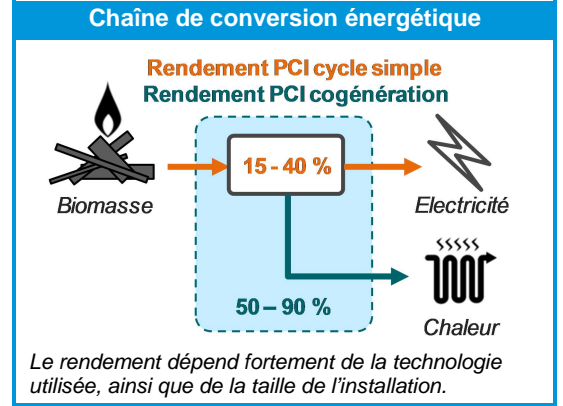 Chaîne de conversion énergétique
Rendement PCI cycle simple
Rendement PCI cogénération
15 - 40 %
Biomasse
Electricité
50 – 90 %
Chaleur
Le rendement dépend fortement de la technologie
utilisée, ainsi que de la taille de l’installation.